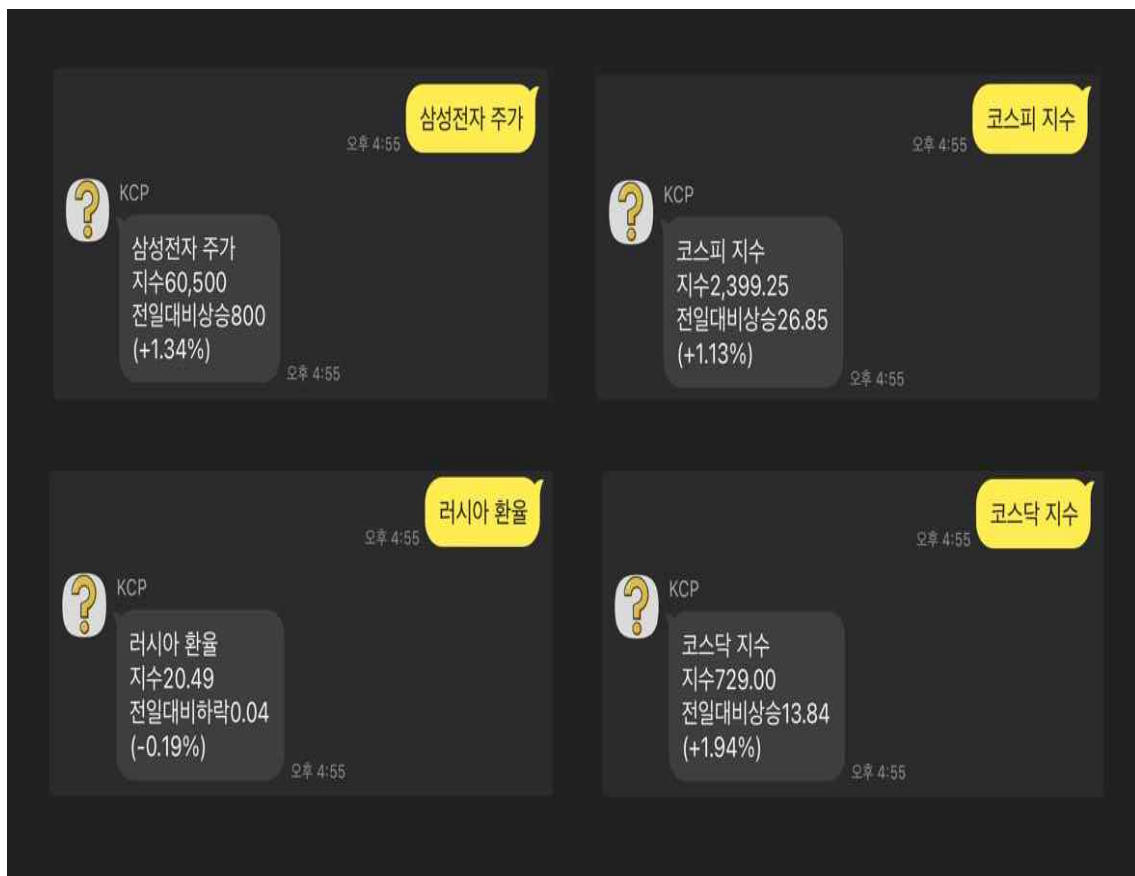 삼성전자 주가
오후 4:55
KCP
삼성전자 주가
지수60,500
전일대비상승800
(+1.34%)
오후 4:55
코스피 지수
오후 4:55
KCP
코스피 지수
지수2,399.25
전일대비상승26.85
(+1.13%)
오후 4:55
러시아 환율
오후 4:55
KCP
러시아 환율
지수20.49
전일대비하락0.04
(-0.19%)
오후 4:55
코스닥 지수
오후 4:55
KCP
코스닥 지수
지수729.00
전일대비상승13.84
(+1.94%)
오후 4:55